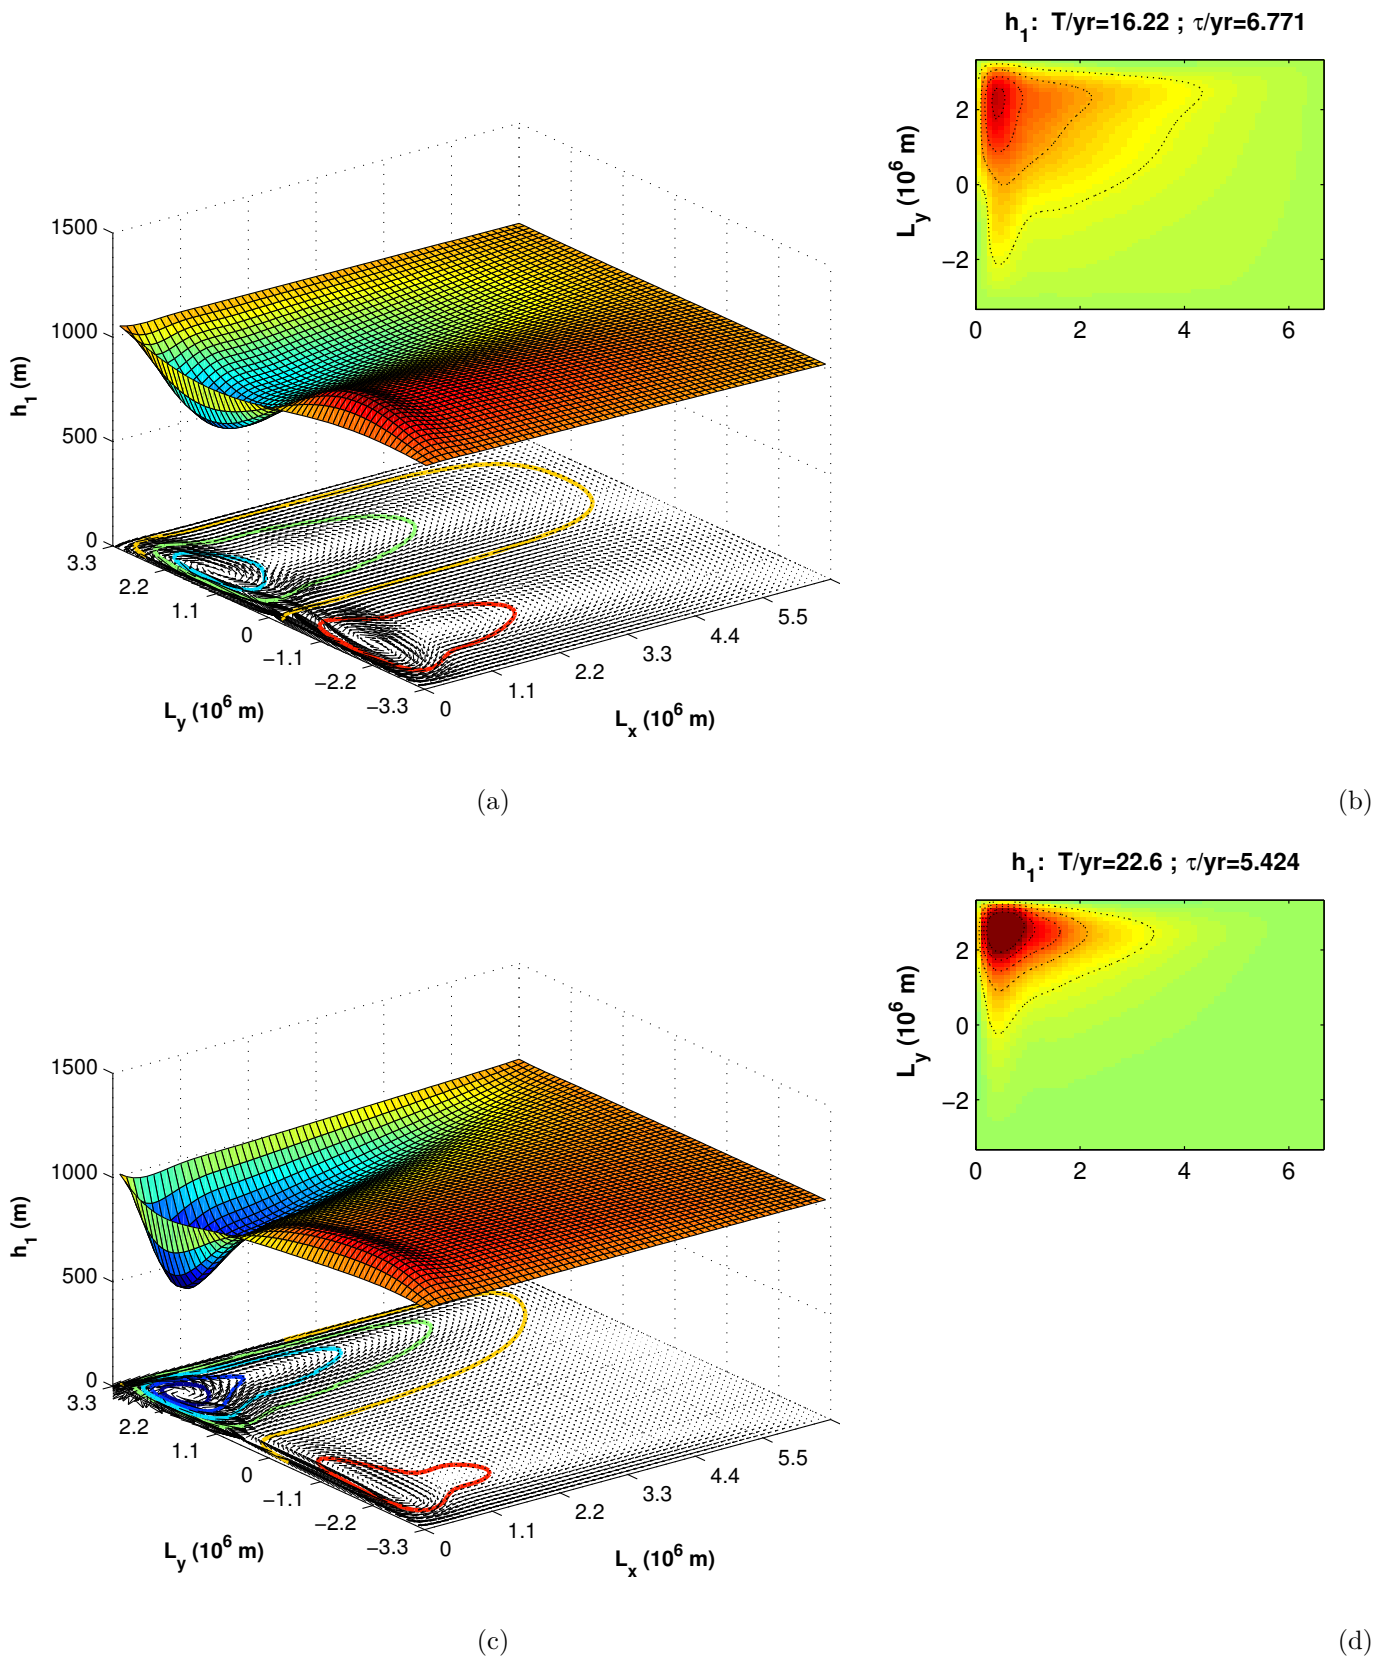 h1: T/yr=16.22 ; τ/yr=6.771
1500
1000
500
0
h1 (m)
3.3
2.2
1.1
0
−1.1
−2.2
−3.3
Ly (10^6 m)
0
1.1
2.2
3.3
4.4
5.5
Lx (10^6 m)
2
0
−2
Ly (10^6 m)
0 2 4 6
(a)
(b)
h1: T/yr=22.6 ; τ/yr=5.424
1500
1000
500
0
h1 (m)
3.3
2.2
1.1
0
−1.1
−2.2
−3.3
Ly (10^6 m)
0
1.1
2.2
3.3
4.4
5.5
Lx (10^6 m)
2
0
−2
Ly (10^6 m)
0 2 4 6
(c)
(d)